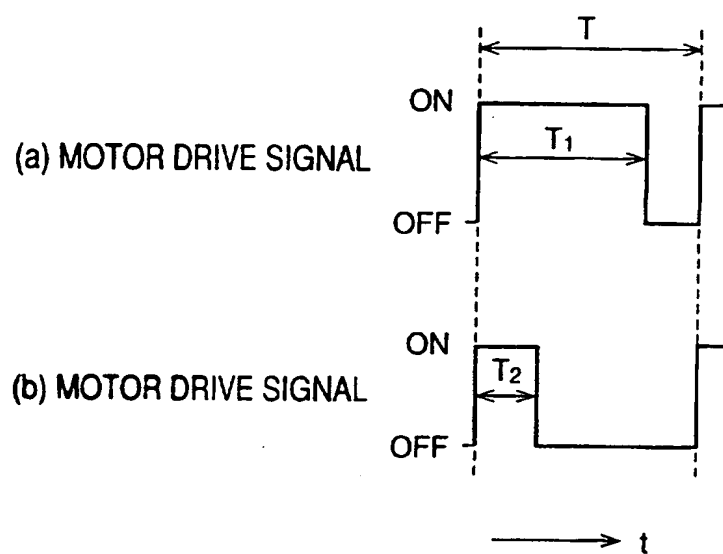 T
ON
T1
(a) MOTOR DRIVE SIGNAL
OFF
ON
T2
(b) MOTOR DRIVE SIGNAL
OFF
t